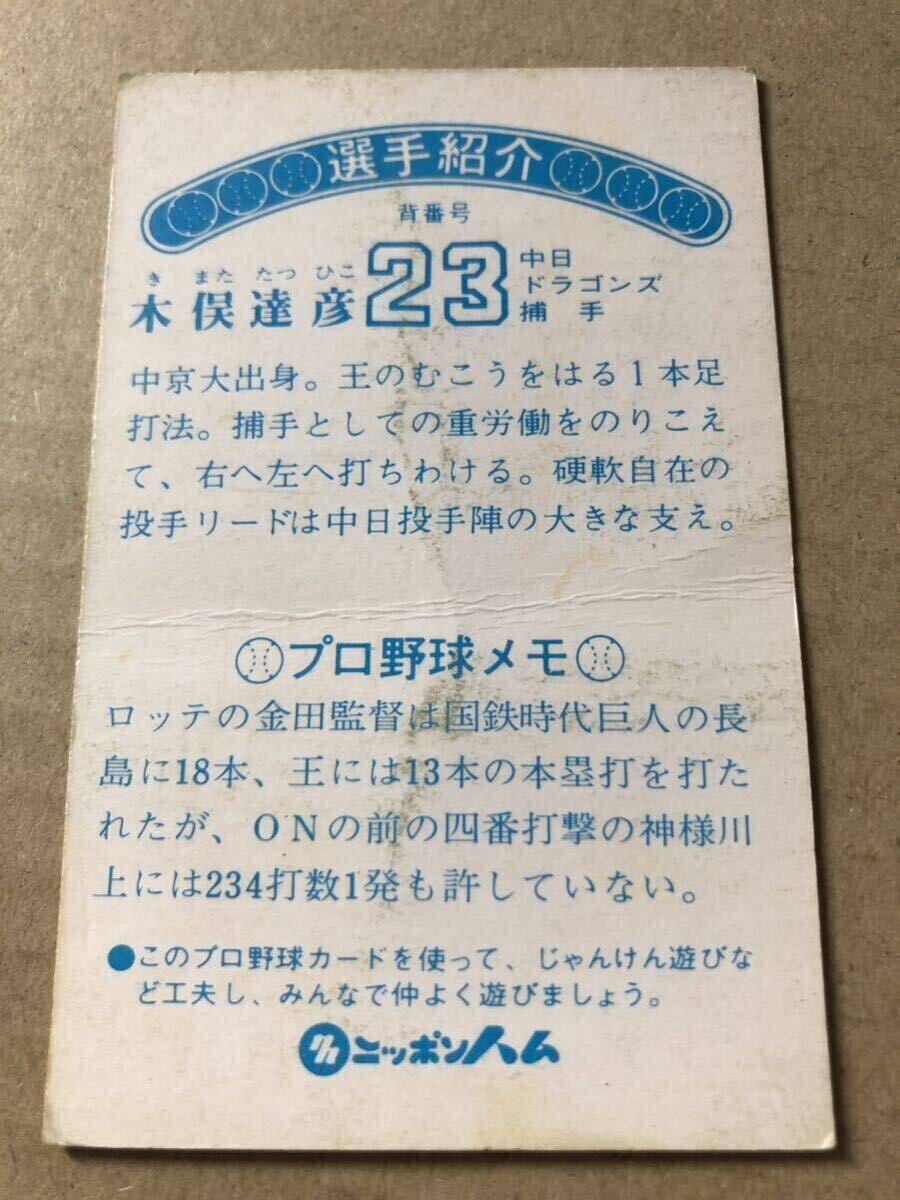 選手紹介
背番号
き また たつ ひこ
木俣達彦
23
中日
ドラゴンズ
捕手
中京大出身。王のむこうをはる1本足
打法。捕手としての重労働をのりこえ
て、右へ左へ打ちわける。硬軟自在の
投手リードは中日投手陣の大きな支え。
プロ野球メモ
ロッテの金田監督は国鉄時代巨人の長
島に18本、王には13本の本塁打を打た
れたが、ONの前の四番打撃の神様川
上には234打数1発も許していない。
●このプロ野球カードを使って、じゃんけん遊びな
ど工夫し、みんなで仲よく遊びましょう。
ニッポンハム